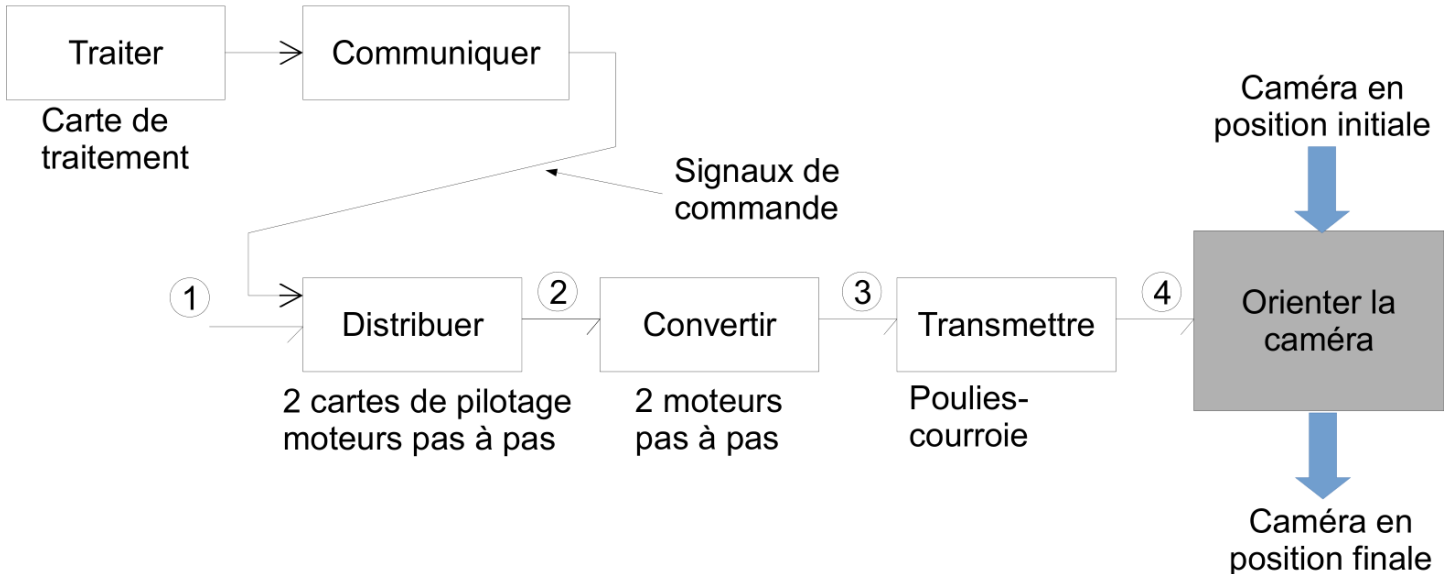 Traiter
Communiquer
Carte de
traitement
Signaux de
commande
Caméra en
position initiale
1
Distribuer
2
Convertir
3
Transmettre
4
Orienter la
caméra
2 cartes de pilotage
moteurs pas à pas
2 moteurs
pas à pas
Poulies-
courroie
Caméra en
position finale